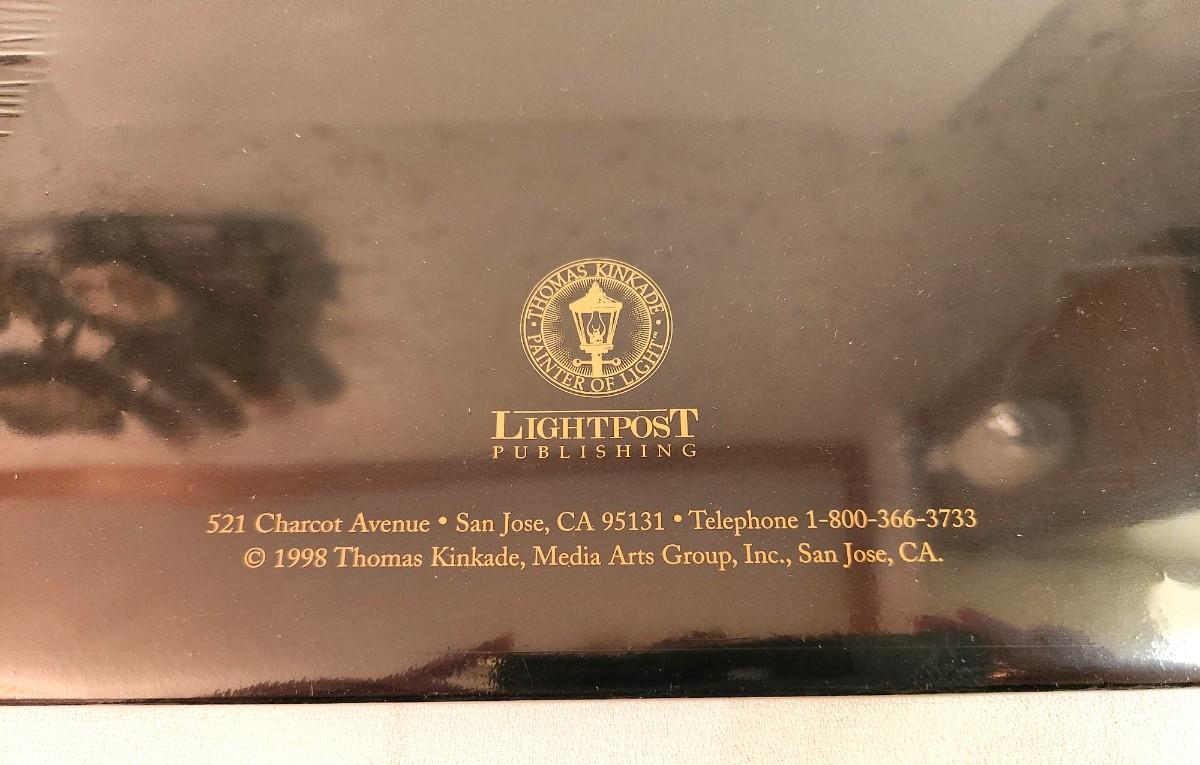 THOMAS KINKADE
• PAINTER OF LIGHT™ •
LIGHTPOST
PUBLISHING
521 Charcot Avenue • San Jose, CA 95131 • Telephone 1-800-366-3733
© 1998 Thomas Kinkade, Media Arts Group, Inc., San Jose, CA.